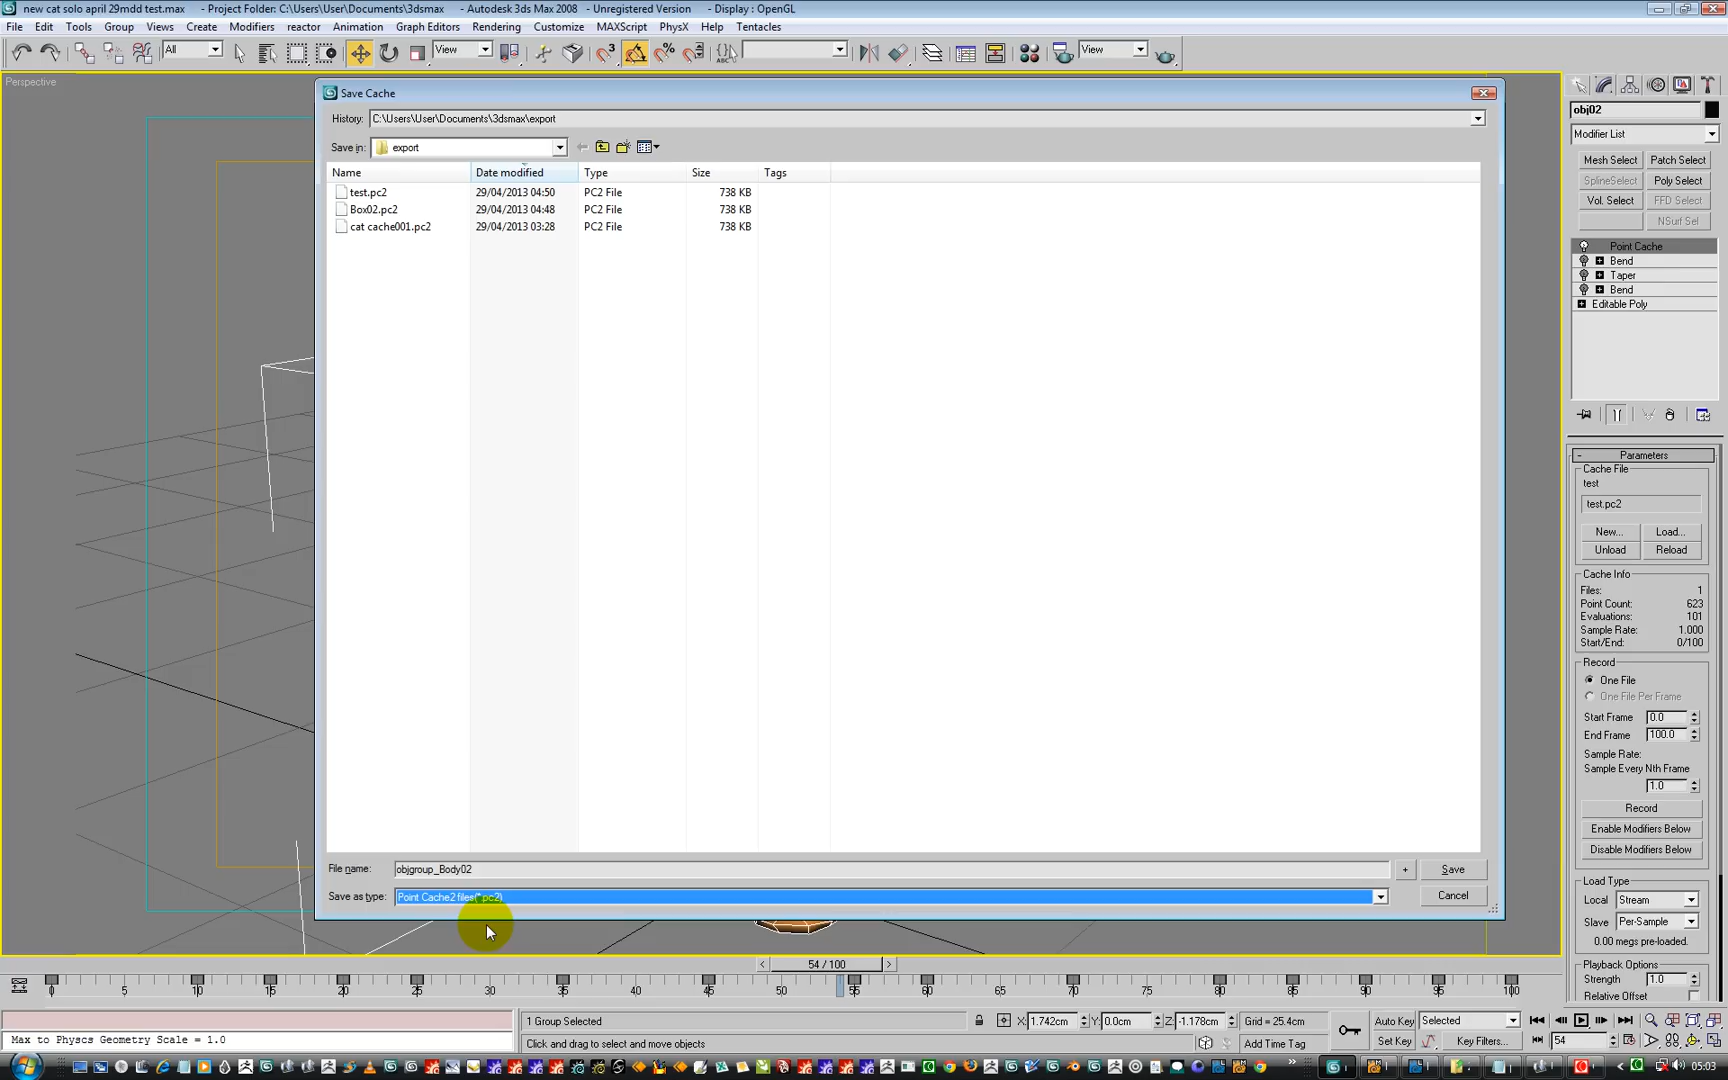 new cat solo april 29mdd test.max - Project Folder: C:\Users\User\Documents\3dsmax - Autodesk 3ds Max 2008 - Unregistered Version - Display : OpenGL
File Edit Tools Group Views Create Modifiers reactor Animation Graph Editors Rendering Customize MAXScript PhysX Help Tentacles
All View View
Perspective
Save Cache
History: C:\Users\User\Documents\3dsmax\export
Save in: export
Name Date modified Type Size Tags
test.pc2 29/04/2013 04:50 PC2 File 738 KB
Box02.pc2 29/04/2013 04:48 PC2 File 738 KB
cat cache001.pc2 29/04/2013 03:28 PC2 File 738 KB
File name: objgroup_Body02 + Save
Save as type: Point Cache2 files(*.pc2) Cancel
obj02
Modifier List
Mesh Select Patch Select
SplineSelect Poly Select
Vol. Select FFD Select
NSurf Sel
Point Cache
Bend
Taper
Bend
Editable Poly
- Parameters
Cache File
test
test.pc2
New... Load...
Unload Reload
Cache Info
Files: 1
Point Count: 623
Evaluations: 101
Sample Rate: 1.000
Start/End: 0/100
Record
One File
One File Per Frame
Start Frame 0.0
End Frame 100.0
Sample Rate:
Sample Every Nth Frame
1.0
Record
Enable Modifiers Below
Disable Modifiers Below
Load Type
Local Stream
Slave Per-Sample
0.00 megs pre-loaded.
Playback Options
Strength 1.0
Relative Offset
< 54 / 100 >
0 5 10 15 20 25 30 35 40 45 50 55 60 65 70 75 80 85 90 95 100
1 Group Selected X: 1.742cm Y: 0.0cm Z: -1.178cm Grid = 25.4cm Auto Key Selected
Max to Physcs Geometry Scale = 1.0 Click and drag to select and move objects Add Time Tag Set Key Key Filters... 54
05:03